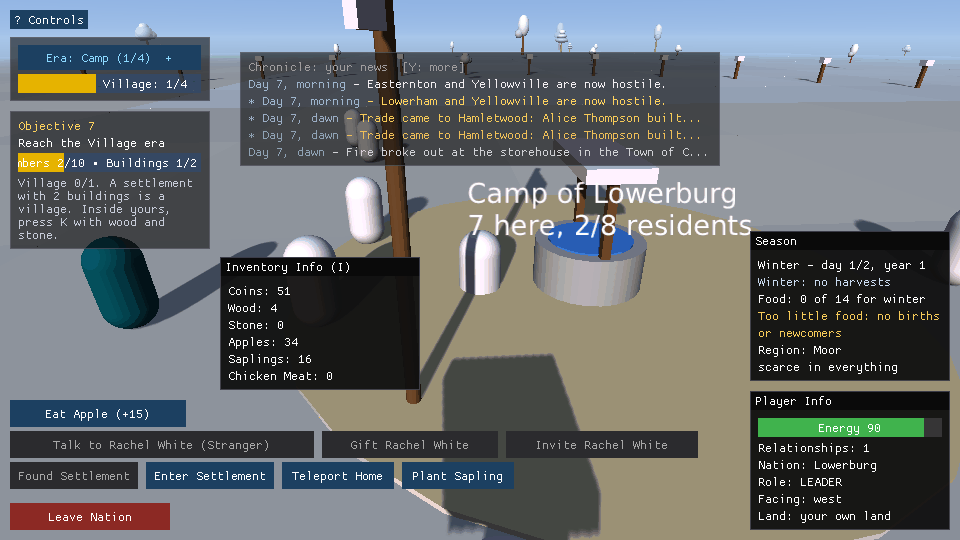 ? Controls
Era: Camp (1/4) +
Village: 1/4
Objective 7
Reach the Village era
2/10 • Buildings 1/2
Village 0/1. A settlement
with 2 buildings is a
village. Inside yours,
press K with wood and
stone.
Chronicle: your news [Y: more]
Day 7, morning – Easternton and Yellowville are now hostile.
* Day 7, morning – Lowerham and Yellowville are now hostile.
* Day 7, dawn – Trade came to Hamletwood: Alice Thompson built...
* Day 7, dawn – Trade came to Hamletwood: Alice Thompson built...
Day 7, dawn – Fire broke out at the storehouse in the Town of C...
Camp of Lowerburg
7 here, 2/8 residents
Inventory Info (I)
Coins: 51
Wood: 4
Stone: 0
Apples: 34
Saplings: 16
Chicken Meat: 0
Season
Winter – day 1/2, year 1
Winter: no harvests
Food: 0 of 14 for winter
Too little food: no births
or newcomers
Region: Moor
scarce in everything
Player Info
Energy 90
Relationships: 1
Nation: Lowerburg
Role: LEADER
Facing: west
Land: your own land
Eat Apple (+15)
Talk to Rachel White (Stranger)
Gift Rachel White
Invite Rachel White
Found Settlement
Enter Settlement
Teleport Home
Plant Sapling
Leave Nation